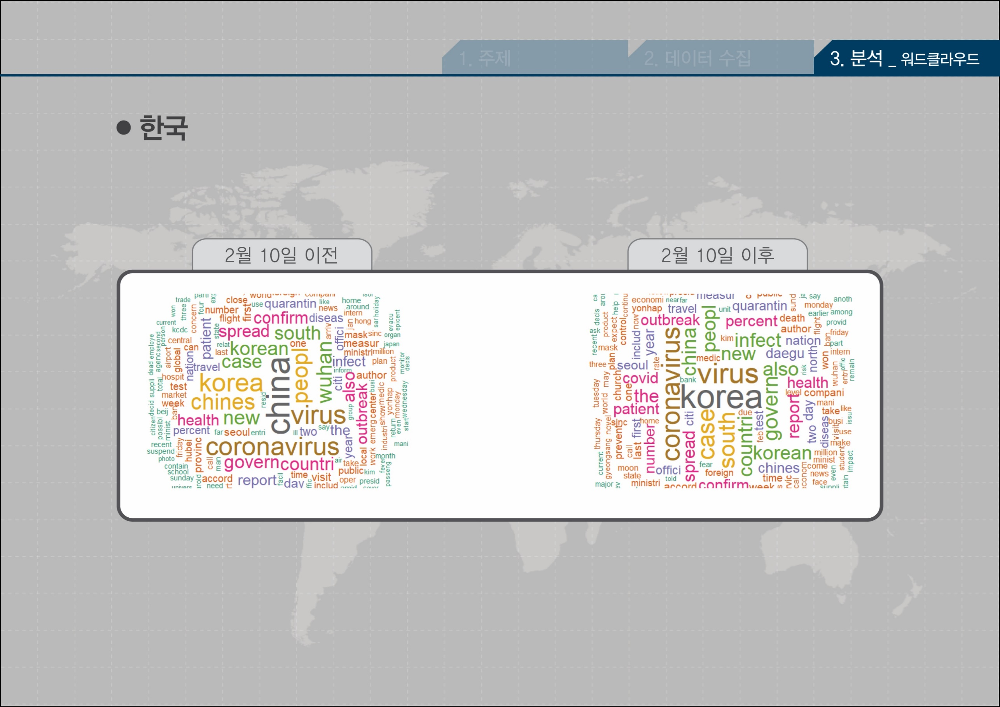 1. 주제
2. 데이터 수집
3. 분석 _ 워드클라우드
● 한국
2월 10일 이전
2월 10일 이후
trade
close
use
quarantin
like
home
around
holiday
won
three
four
number
first
news
intern
concern
flight
confirm
diseas
jan
hong
sar
evacu
epicent
current
kcdc
patient
state
spread
south
arriv
offici
mask
sinc
organ
central
person
second
relat
korean
one
measur
japan
employe
agenc
airport
can
last
ministri
million
dead
global
nation
travel
case
china
peopl
wuhan
infect
plan
product
monitor
decis
suppli
total
hospit
korea
inform
citi
also
author
test
market
chines
resid
outbreak
busi
medic
yonhap
week
decid
beij
ban
health
new
virus
group
center
show
monday
wednesday
citizen
possibl
minist
percent
far
seoul
entri
ill
two
say
the
year
emerg
industri
return
even
start
recent
friday
hubei
provinc
coronavirus
local
work
mani
suspend
photo
call
man
govern
countri
air
take
month
fever
contain
school
time
visit
public
kim
passeng
sunday
accord
need
report
facil
day
includ
oper
presid
ca
economi
near
far
measur
public
say
anoth
yonhap
travel
peopl
unit
quarantin
sund
monday
decis
product
help
continu
outbreak
percent
death
earlier
among
ask
expect
control
now
author
flight
provid
recent
mask
includ
year
coronavirus
china
kim
infect
nation
ban
friday
part
three
plan
seoul
rate
medic
new
daegu
north
won
intern
offic
tuesday
may
church
covid
bank
virus
also
risk
wuhan
entri
remain
world
one
the
korea
govern
health
level
compani
patient
sinc
home
citi
case
south
due
countri
test
report
day
mani
take
like
issu
thursday
novel
prevent
last
first
number
spread
feb
two
diseas
busi
visit
use
current
gyeongsang
call
korean
million
make
student
impact
moon
state
offici
fear
foreign
chines
minist
come
news
even
told
time
major
ministri
accord
confirm
week
face
suppli